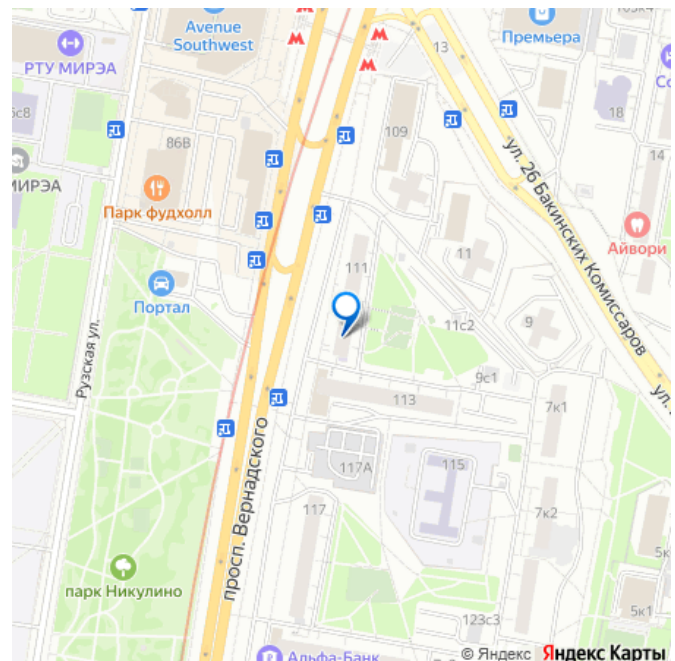 Avenue
Southwest
Премьера
РТУ МИРЭА
13
18
86В
109
14
МИРЭА
Парк фудхолл
ул. 26 Бакинских Комиссаров
Айвори
11
111
Портал
11с2
9
Рузская ул.
9с1
113
7к1
просп. Вернадского
117А
115
117
7к2
парк Никулино
123с3
5к1
Альфа-Банк
© Яндекс Яндекс Карты